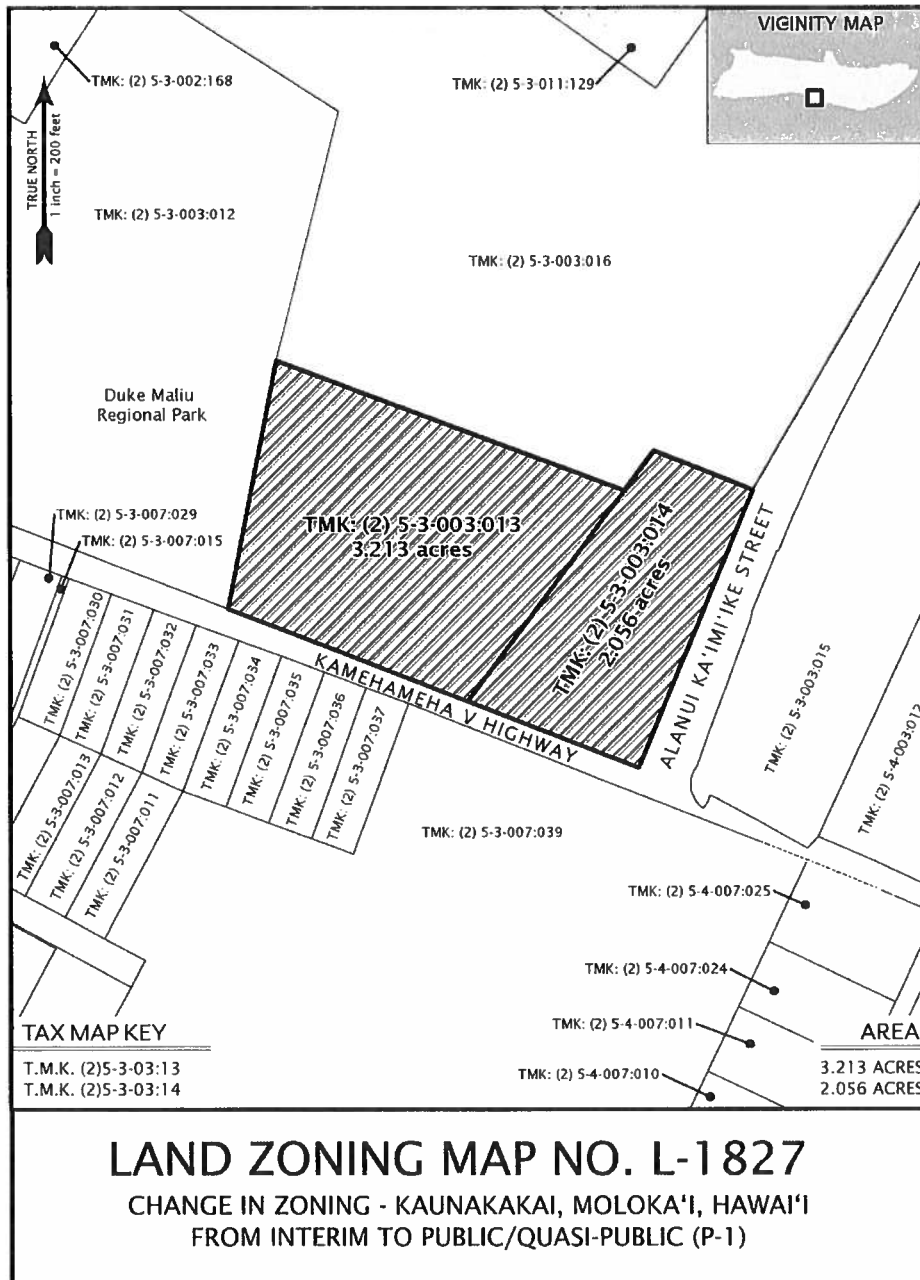 VICINITY MAP
TMK: (2) 5-3-002:168
TMK: (2) 5-3-011:129
TRUE NORTH
1 inch = 200 feet
TMK: (2) 5-3-003:012
TMK: (2) 5-3-003:016
Duke Maliu
Regional Park
TMK: (2) 5-3-003:013
3.213 acres
TMK: (2) 5-3-003:014
2.056 acres
TMK: (2) 5-3-007:029
TMK: (2) 5-3-007:015
KAMEHAMEHA V HIGHWAY
ALANUI KA'IMI'IKE STREET
TMK: (2) 5-3-003:015
TMK: (2) 5-4-003:012
TMK: (2) 5-3-007:030
TMK: (2) 5-3-007:031
TMK: (2) 5-3-007:032
TMK: (2) 5-3-007:033
TMK: (2) 5-3-007:034
TMK: (2) 5-3-007:035
TMK: (2) 5-3-007:036
TMK: (2) 5-3-007:037
TMK: (2) 5-3-007:013
TMK: (2) 5-3-007:012
TMK: (2) 5-3-007:011
TMK: (2) 5-3-007:039
TMK: (2) 5-4-007:025
TMK: (2) 5-4-007:024
TMK: (2) 5-4-007:011
TMK: (2) 5-4-007:010
TAX MAP KEY
T.M.K. (2)5-3-03:13
T.M.K. (2)5-3-03:14
AREA
3.213 ACRES
2.056 ACRES
LAND ZONING MAP NO. L-1827
CHANGE IN ZONING - KAUNAKAKAI, MOLOKA'I, HAWAI'I
FROM INTERIM TO PUBLIC/QUASI-PUBLIC (P-1)